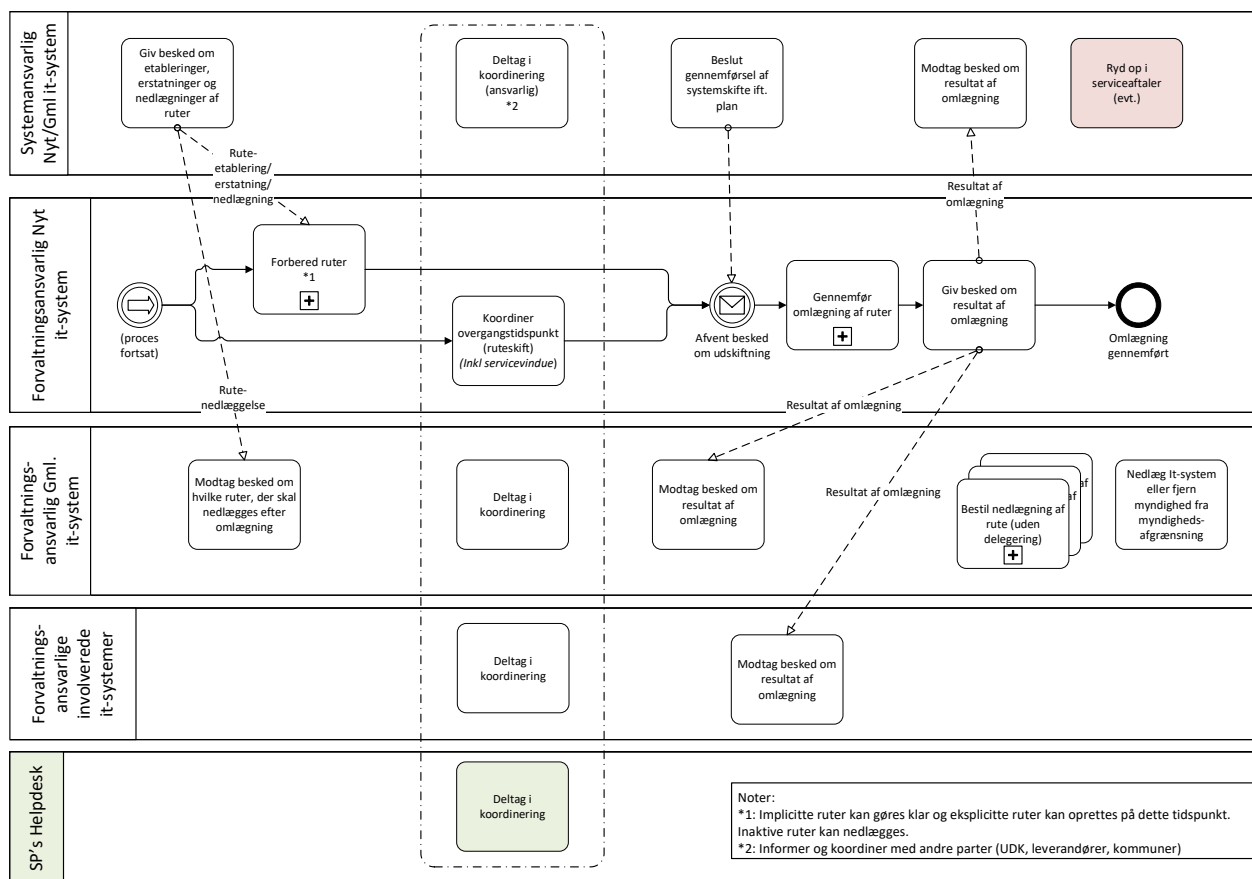 Systemansvarlig
Nyt/Gml it-system
Giv besked om
etableringer,
erstatninger og
nedlægninger af
ruter
Deltag i
koordinering
(ansvarlig)
*2
Beslut
gennemførsel af
systemskifte ift.
plan
Modtag besked om
resultat af
omlægning
Ryd op i
serviceaftaler
(evt.)
Rute-
etablering/
erstatning/
nedlægning
Resultat af
omlægning
Forvaltningsansvarlig Nyt
it-system
(proces
fortsat)
Forbered ruter
*1
Koordiner
overgangstidspunkt
(ruteskift)
(Inkl servicevindue)
Afvent besked
om udskiftning
Gennemfør
omlægning af ruter
Giv besked om
resultat af
omlægning
Omlægning
gennemført
Rute-
nedlæggelse
Resultat af omlægning
Resultat af omlægning
Forvaltnings-
ansvarlig Gml.
it-system
Modtag besked om
hvilke ruter, der skal
nedlægges efter
omlægning
Deltag i
koordinering
Modtag besked om
resultat af
omlægning
Bestil nedlægning af
rute (uden
delegering)
af
af
Nedlæg It-system
eller fjern
myndighed fra
myndigheds-
afgrænsning
Forvaltnings-
ansvarlige
involverede
it-systemer
Deltag i
koordinering
Modtag besked om
resultat af
omlægning
SP's Helpdesk
Deltag i
koordinering
Noter:
*1: Implicitte ruter kan gøres klar og eksplicitte ruter kan oprettes på dette tidspunkt.
Inaktive ruter kan nedlægges.
*2: Informer og koordiner med andre parter (UDK, leverandører, kommuner)